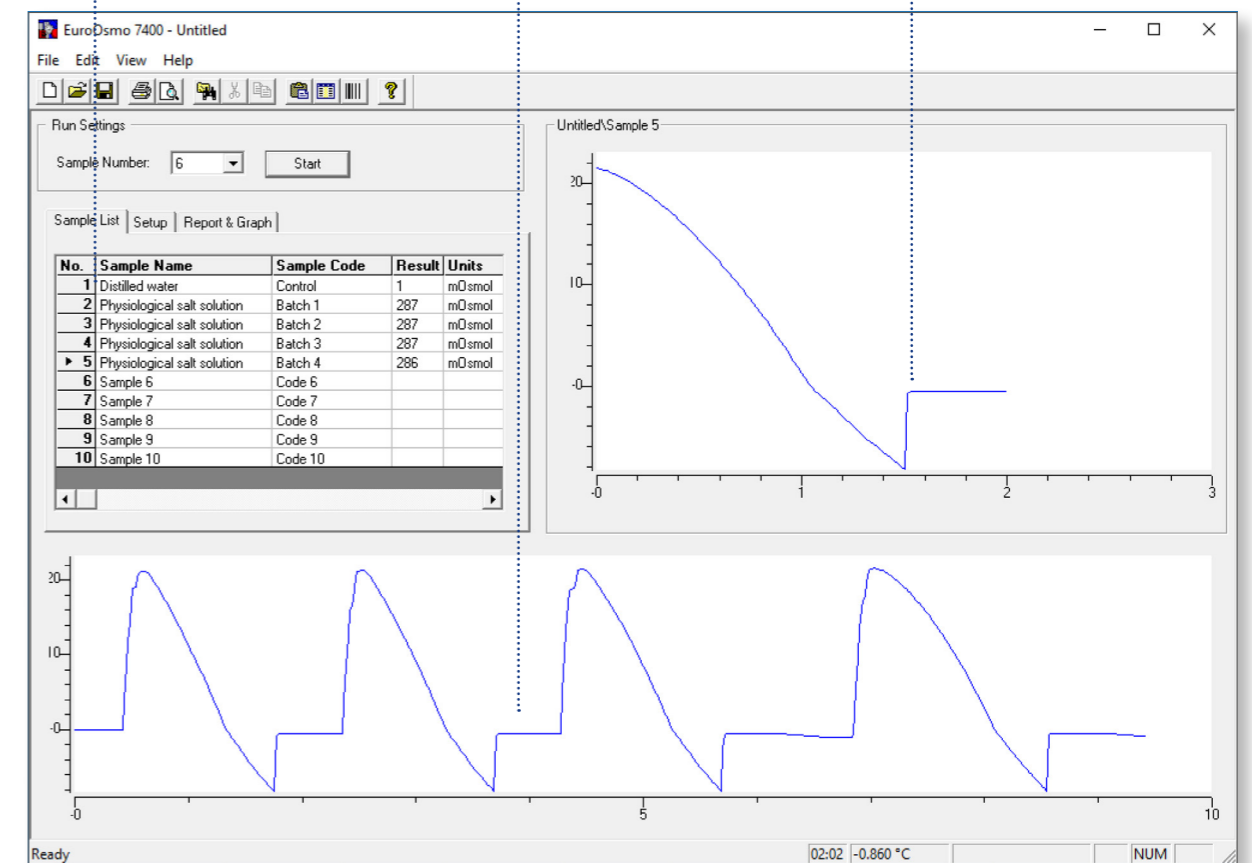 EuroOsmo 7400 - Untitled
File Edit View Help
Run Settings
Sample Number: 6 Start
Sample List Setup Report & Graph
No. Sample Name Sample Code Result Units
1 Distilled water Control 1 mOsmol
2 Physiological salt solution Batch 1 287 mOsmol
3 Physiological salt solution Batch 2 287 mOsmol
4 Physiological salt solution Batch 3 287 mOsmol
5 Physiological salt solution Batch 4 286 mOsmol
6 Sample 6 Code 6
7 Sample 7 Code 7
8 Sample 8 Code 8
9 Sample 9 Code 9
10 Sample 10 Code 10
Untitled\Sample 5
20
10
-0
-0 1 2 3
20
10
-0
-0 5 10
Ready 02:02 -0.860 °C NUM